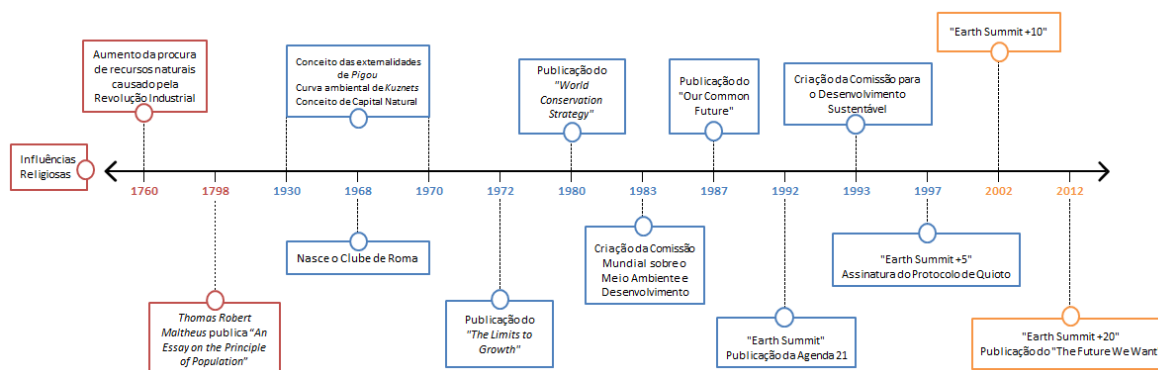 Aumento da procura
de recursos naturais
causado pela
Revolução Industrial
Conceito das externalidades
de Pigou
Curva ambiental de Kuznets
Conceito de Capital Natural
Publicação do
"World
Conservation
Strategy"
Publicação do
"Our Common
Future"
Criação da Comissão para
o Desenvolvimento
Sustentável
"Earth Summit +10"
Influências
Religiosas
1760
1798
1930
1968
1970
1972
1980
1983
1987
1992
1993
1997
2002
2012
Nasce o Clube de Roma
Criação da Comissão
Mundial sobre o
Meio Ambiente e
Desenvolvimento
"Earth Summit +5"
Assinatura do Protocolo de Quioto
Thomas Robert
Maltheus publica "An
Essay on the Principle
of Population"
Publicação do
"The Limits to
Growth"
"Earth Summit"
Publicação da Agenda 21
"Earth Summit +20"
Publicação do "The Future We Want